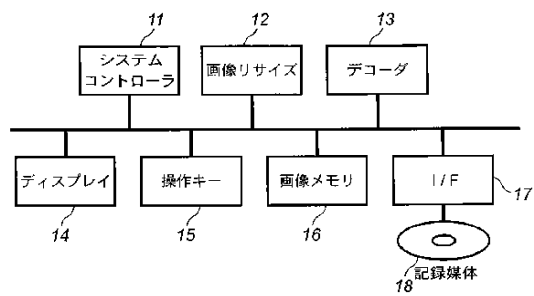 11
12
13
システム
コントローラ
画像リサイズ
デコーダ
ディスプレイ
操作キー
画像メモリ
I/F
14
15
16
17
18
記録媒体